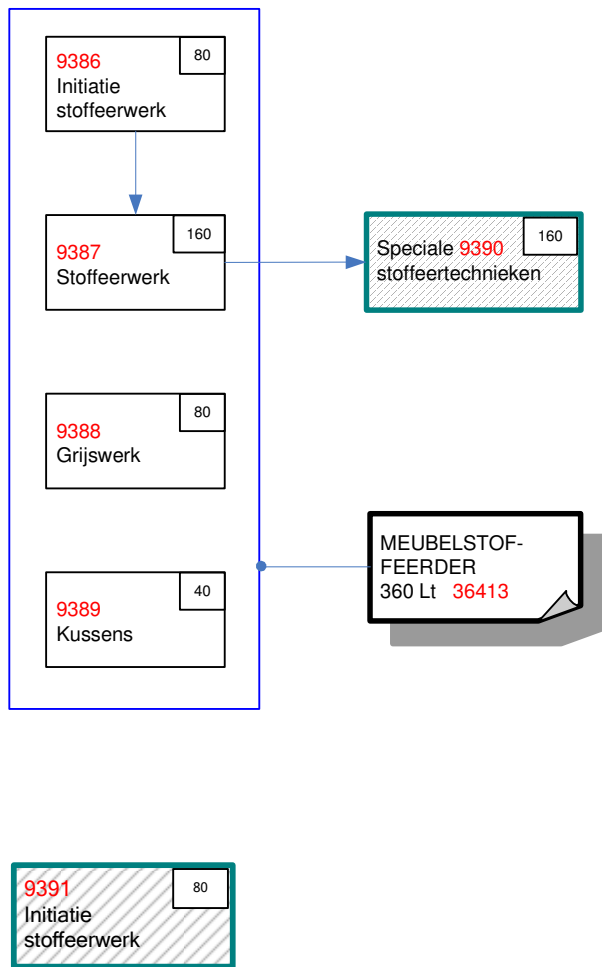 9386
80
Initiatie
stoffeerwerk
9387
160
Stoffeerwerk
Speciale 9390
160
stoffeertechnieken
9388
80
Grijswerk
MEUBELSTOF-
FEERDER
360 Lt 36413
9389
40
Kussens
9391
80
Initiatie
stoffeerwerk